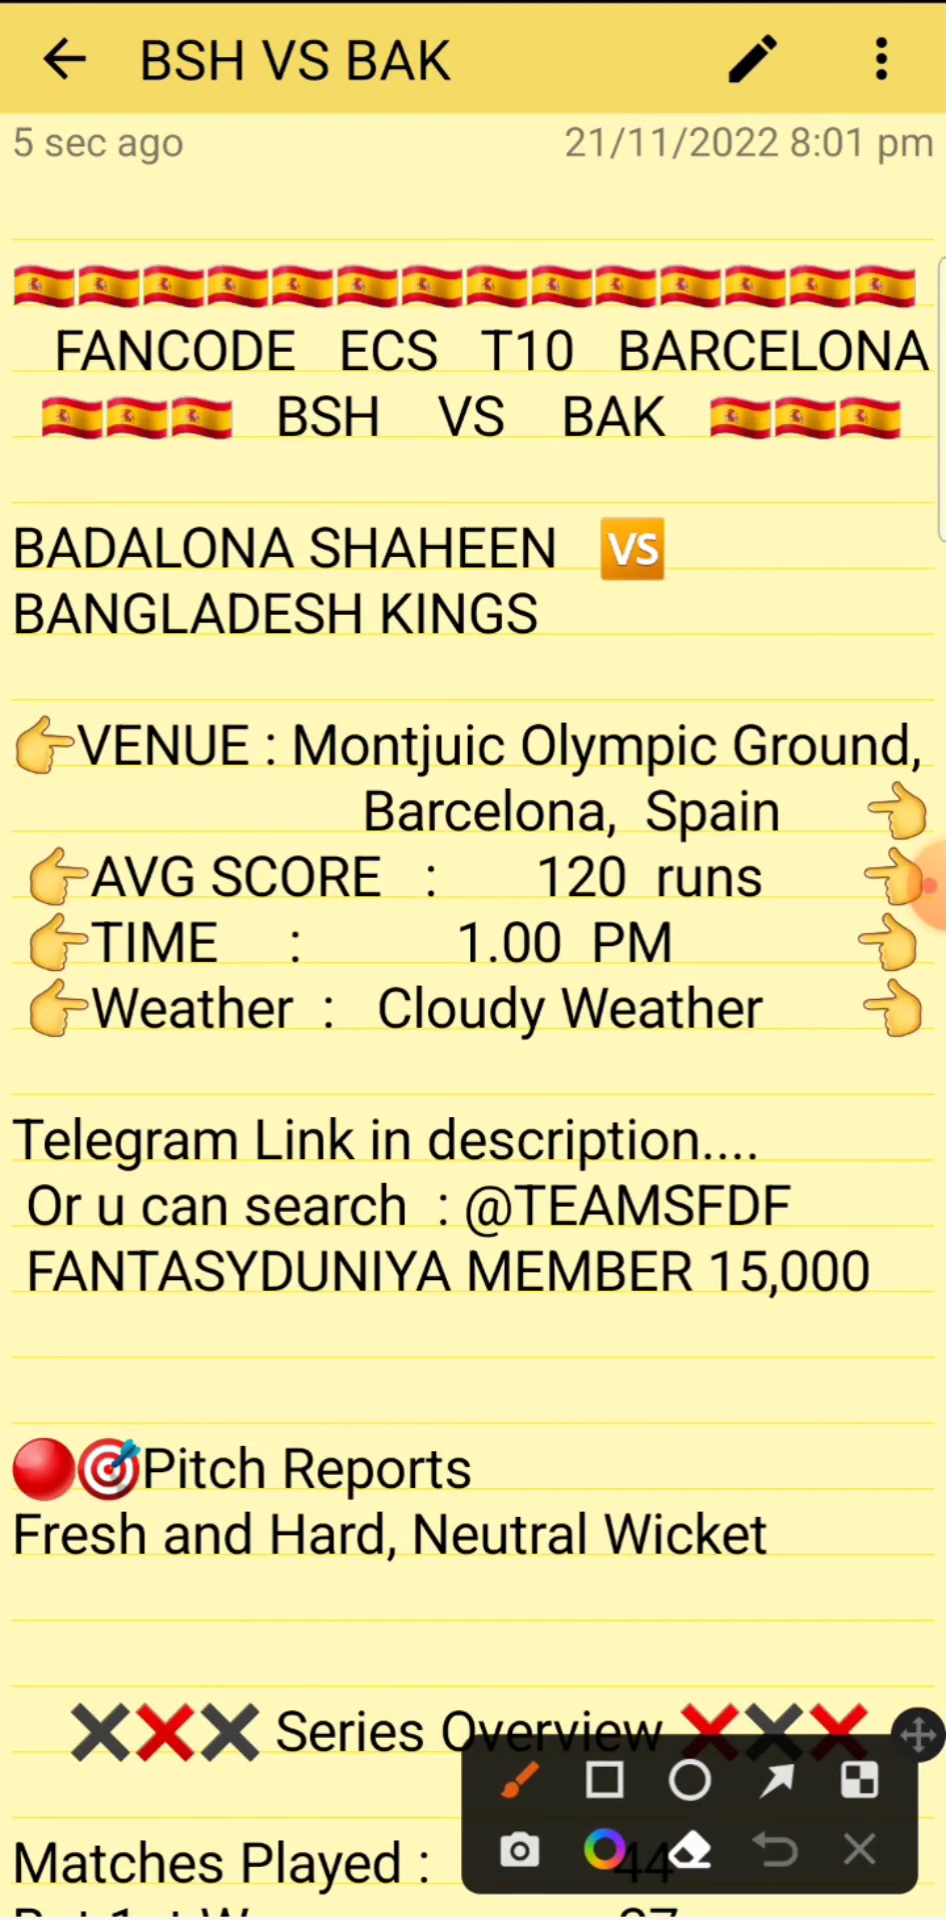 BSH VS BAK
5 sec ago 21/11/2022 8:01 pm
FANCODE ECS T10 BARCELONA
BSH VS BAK
BADALONA SHAHEEN VS
BANGLADESH KINGS
VENUE : Montjuic Olympic Ground,
Barcelona, Spain
AVG SCORE : 120 runs
TIME : 1.00 PM
Weather : Cloudy Weather
Telegram Link in description....
Or u can search : @TEAMSFDF
FANTASYDUNIYA MEMBER 15,000
Pitch Reports
Fresh and Hard, Neutral Wicket
Series Overview
Matches Played : 44